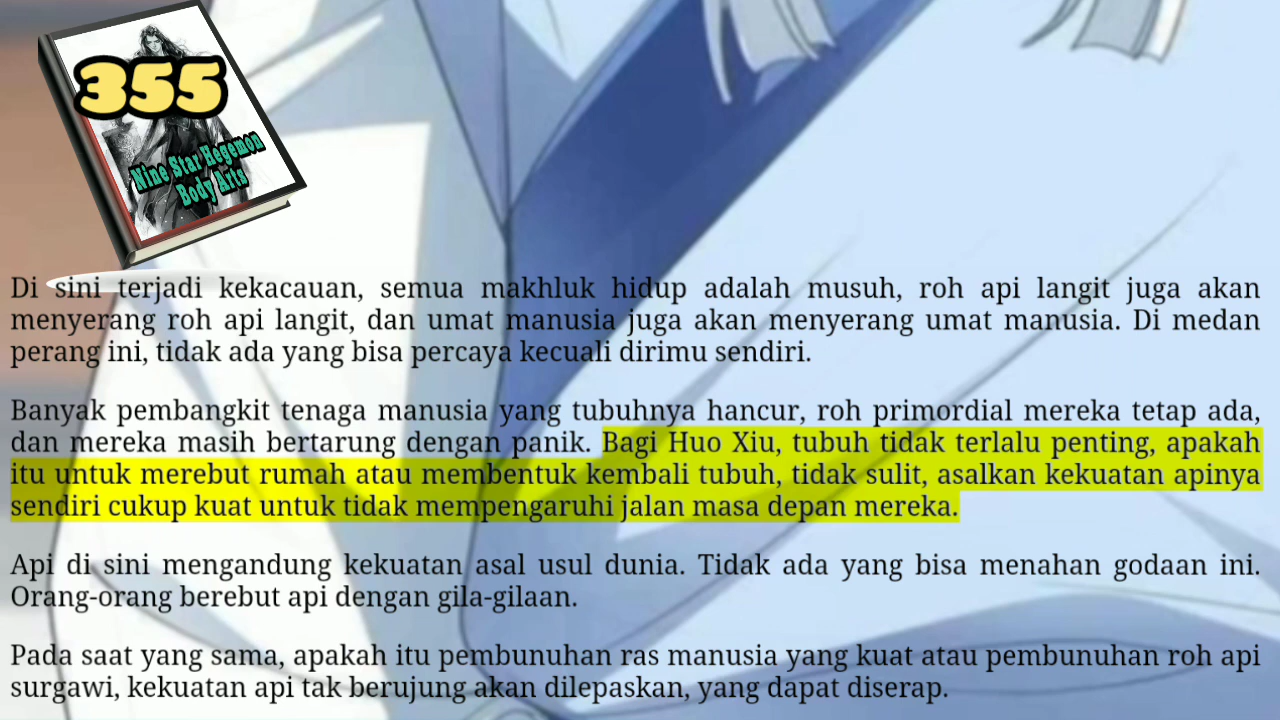 355
Nine Star Hegemon
Body Arts
Di sini terjadi kekacauan, semua makhluk hidup adalah musuh, roh api langit juga akan
menyerang roh api langit, dan umat manusia juga akan menyerang umat manusia. Di medan
perang ini, tidak ada yang bisa percaya kecuali dirimu sendiri.
Banyak pembangkit tenaga manusia yang tubuhnya hancur, roh primordial mereka tetap ada,
dan mereka masih bertarung dengan panik. Bagi Huo Xiu, tubuh tidak terlalu penting, apakah
itu untuk merebut rumah atau membentuk kembali tubuh, tidak sulit, asalkan kekuatan apinya
sendiri cukup kuat untuk tidak mempengaruhi jalan masa depan mereka.
Api di sini mengandung kekuatan asal usul dunia. Tidak ada yang bisa menahan godaan ini.
Orang-orang berebut api dengan gila-gilaan.
Pada saat yang sama, apakah itu pembunuhan ras manusia yang kuat atau pembunuhan roh api
surgawi, kekuatan api tak berujung akan dilepaskan, yang dapat diserap.